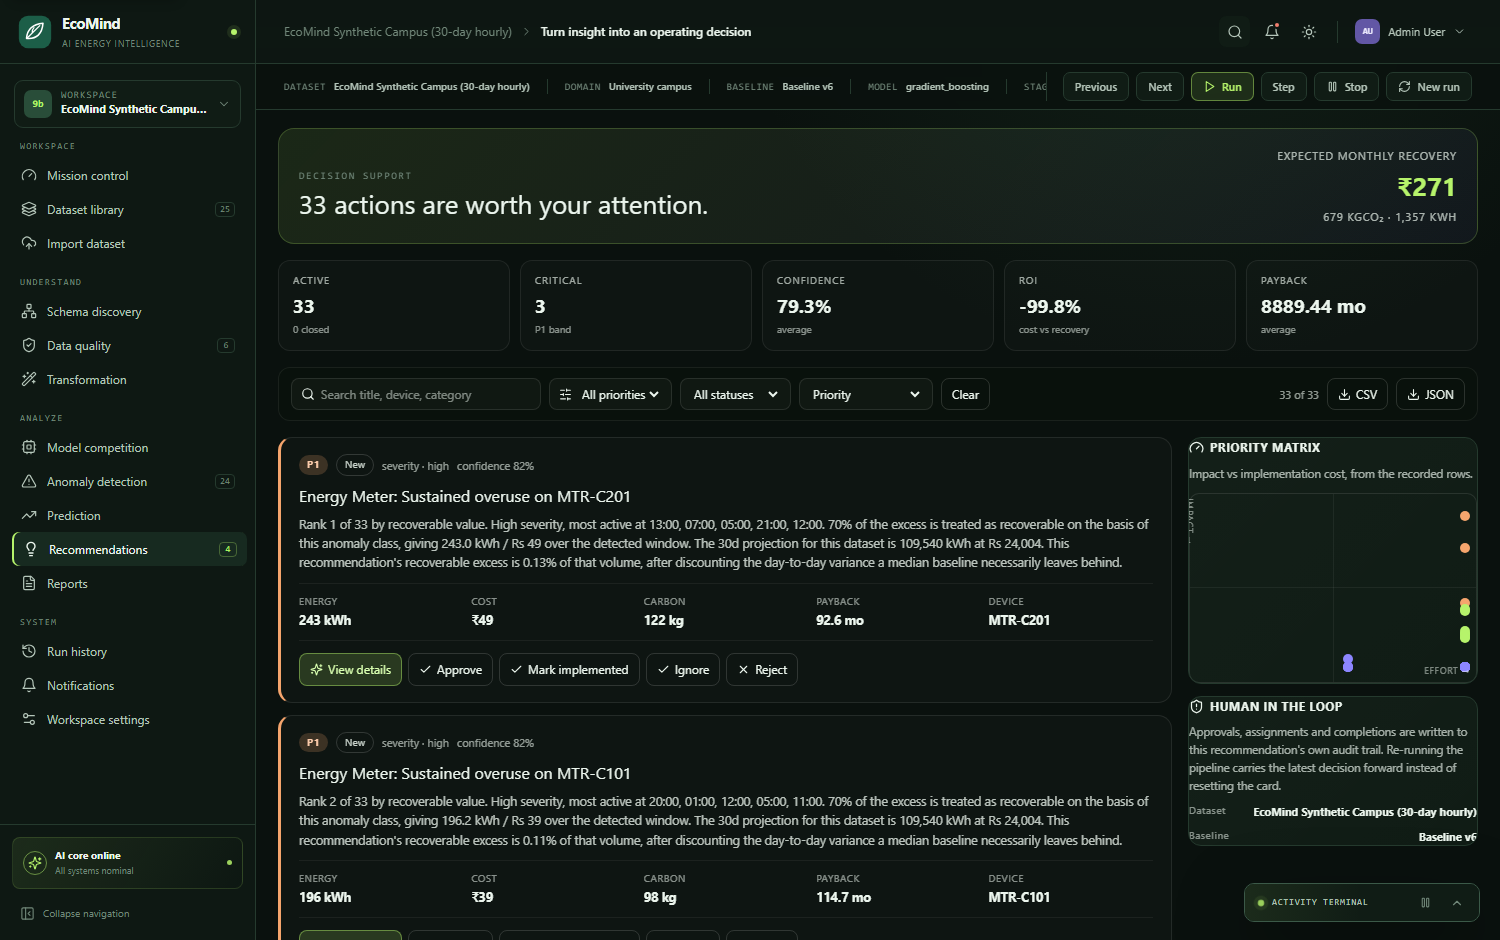 EcoMind
AI ENERGY INTELLIGENCE
9b
WORKSPACE
EcoMind Synthetic Campu...
WORKSPACE
Mission control
Dataset library 25
Import dataset
UNDERSTAND
Schema discovery
Data quality 6
Transformation
ANALYZE
Model competition
Anomaly detection 24
Prediction
Recommendations 4
Reports
SYSTEM
Run history
Notifications
Workspace settings
AI core online
All systems nominal
Collapse navigation
EcoMind Synthetic Campus (30-day hourly) > Turn insight into an operating decision
AU Admin User
DATASET EcoMind Synthetic Campus (30-day hourly) DOMAIN University campus BASELINE Baseline v6 MODEL gradient_boosting STAG
Previous Next Run Step Stop New run
DECISION SUPPORT
33 actions are worth your attention.
EXPECTED MONTHLY RECOVERY
₹271
679 KGCO₂ · 1,357 KWH
ACTIVE
33
0 closed
CRITICAL
3
P1 band
CONFIDENCE
79.3%
average
ROI
-99.8%
cost vs recovery
PAYBACK
8889.44 mo
average
Search title, device, category All priorities All statuses Priority Clear
33 of 33 CSV JSON
P1 New severity · high confidence 82%
Energy Meter: Sustained overuse on MTR-C201
Rank 1 of 33 by recoverable value. High severity, most active at 13:00, 07:00, 05:00, 21:00, 12:00. 70% of the excess is treated as recoverable on the basis of
this anomaly class, giving 243.0 kWh / Rs 49 over the detected window. The 30d projection for this dataset is 109,540 kWh at Rs 24,004. This
recommendation's recoverable excess is 0.13% of that volume, after discounting the day-to-day variance a median baseline necessarily leaves behind.
ENERGY COST CARBON PAYBACK DEVICE
243 kWh ₹49 122 kg 92.6 mo MTR-C201
View details Approve Mark implemented Ignore Reject
P1 New severity · high confidence 82%
Energy Meter: Sustained overuse on MTR-C101
Rank 2 of 33 by recoverable value. High severity, most active at 20:00, 01:00, 12:00, 05:00, 11:00. 70% of the excess is treated as recoverable on the basis of
this anomaly class, giving 196.2 kWh / Rs 39 over the detected window. The 30d projection for this dataset is 109,540 kWh at Rs 24,004. This
recommendation's recoverable excess is 0.11% of that volume, after discounting the day-to-day variance a median baseline necessarily leaves behind.
ENERGY COST CARBON PAYBACK DEVICE
196 kWh ₹39 98 kg 114.7 mo MTR-C101
PRIORITY MATRIX
Impact vs implementation cost, from the recorded rows.
EFFORT
HUMAN IN THE LOOP
Approvals, assignments and completions are written to
this recommendation's own audit trail. Re-running the
pipeline carries the latest decision forward instead of
resetting the card.
Dataset EcoMind Synthetic Campus (30-day hourly)
Baseline Baseline v6
ACTIVITY TERMINAL